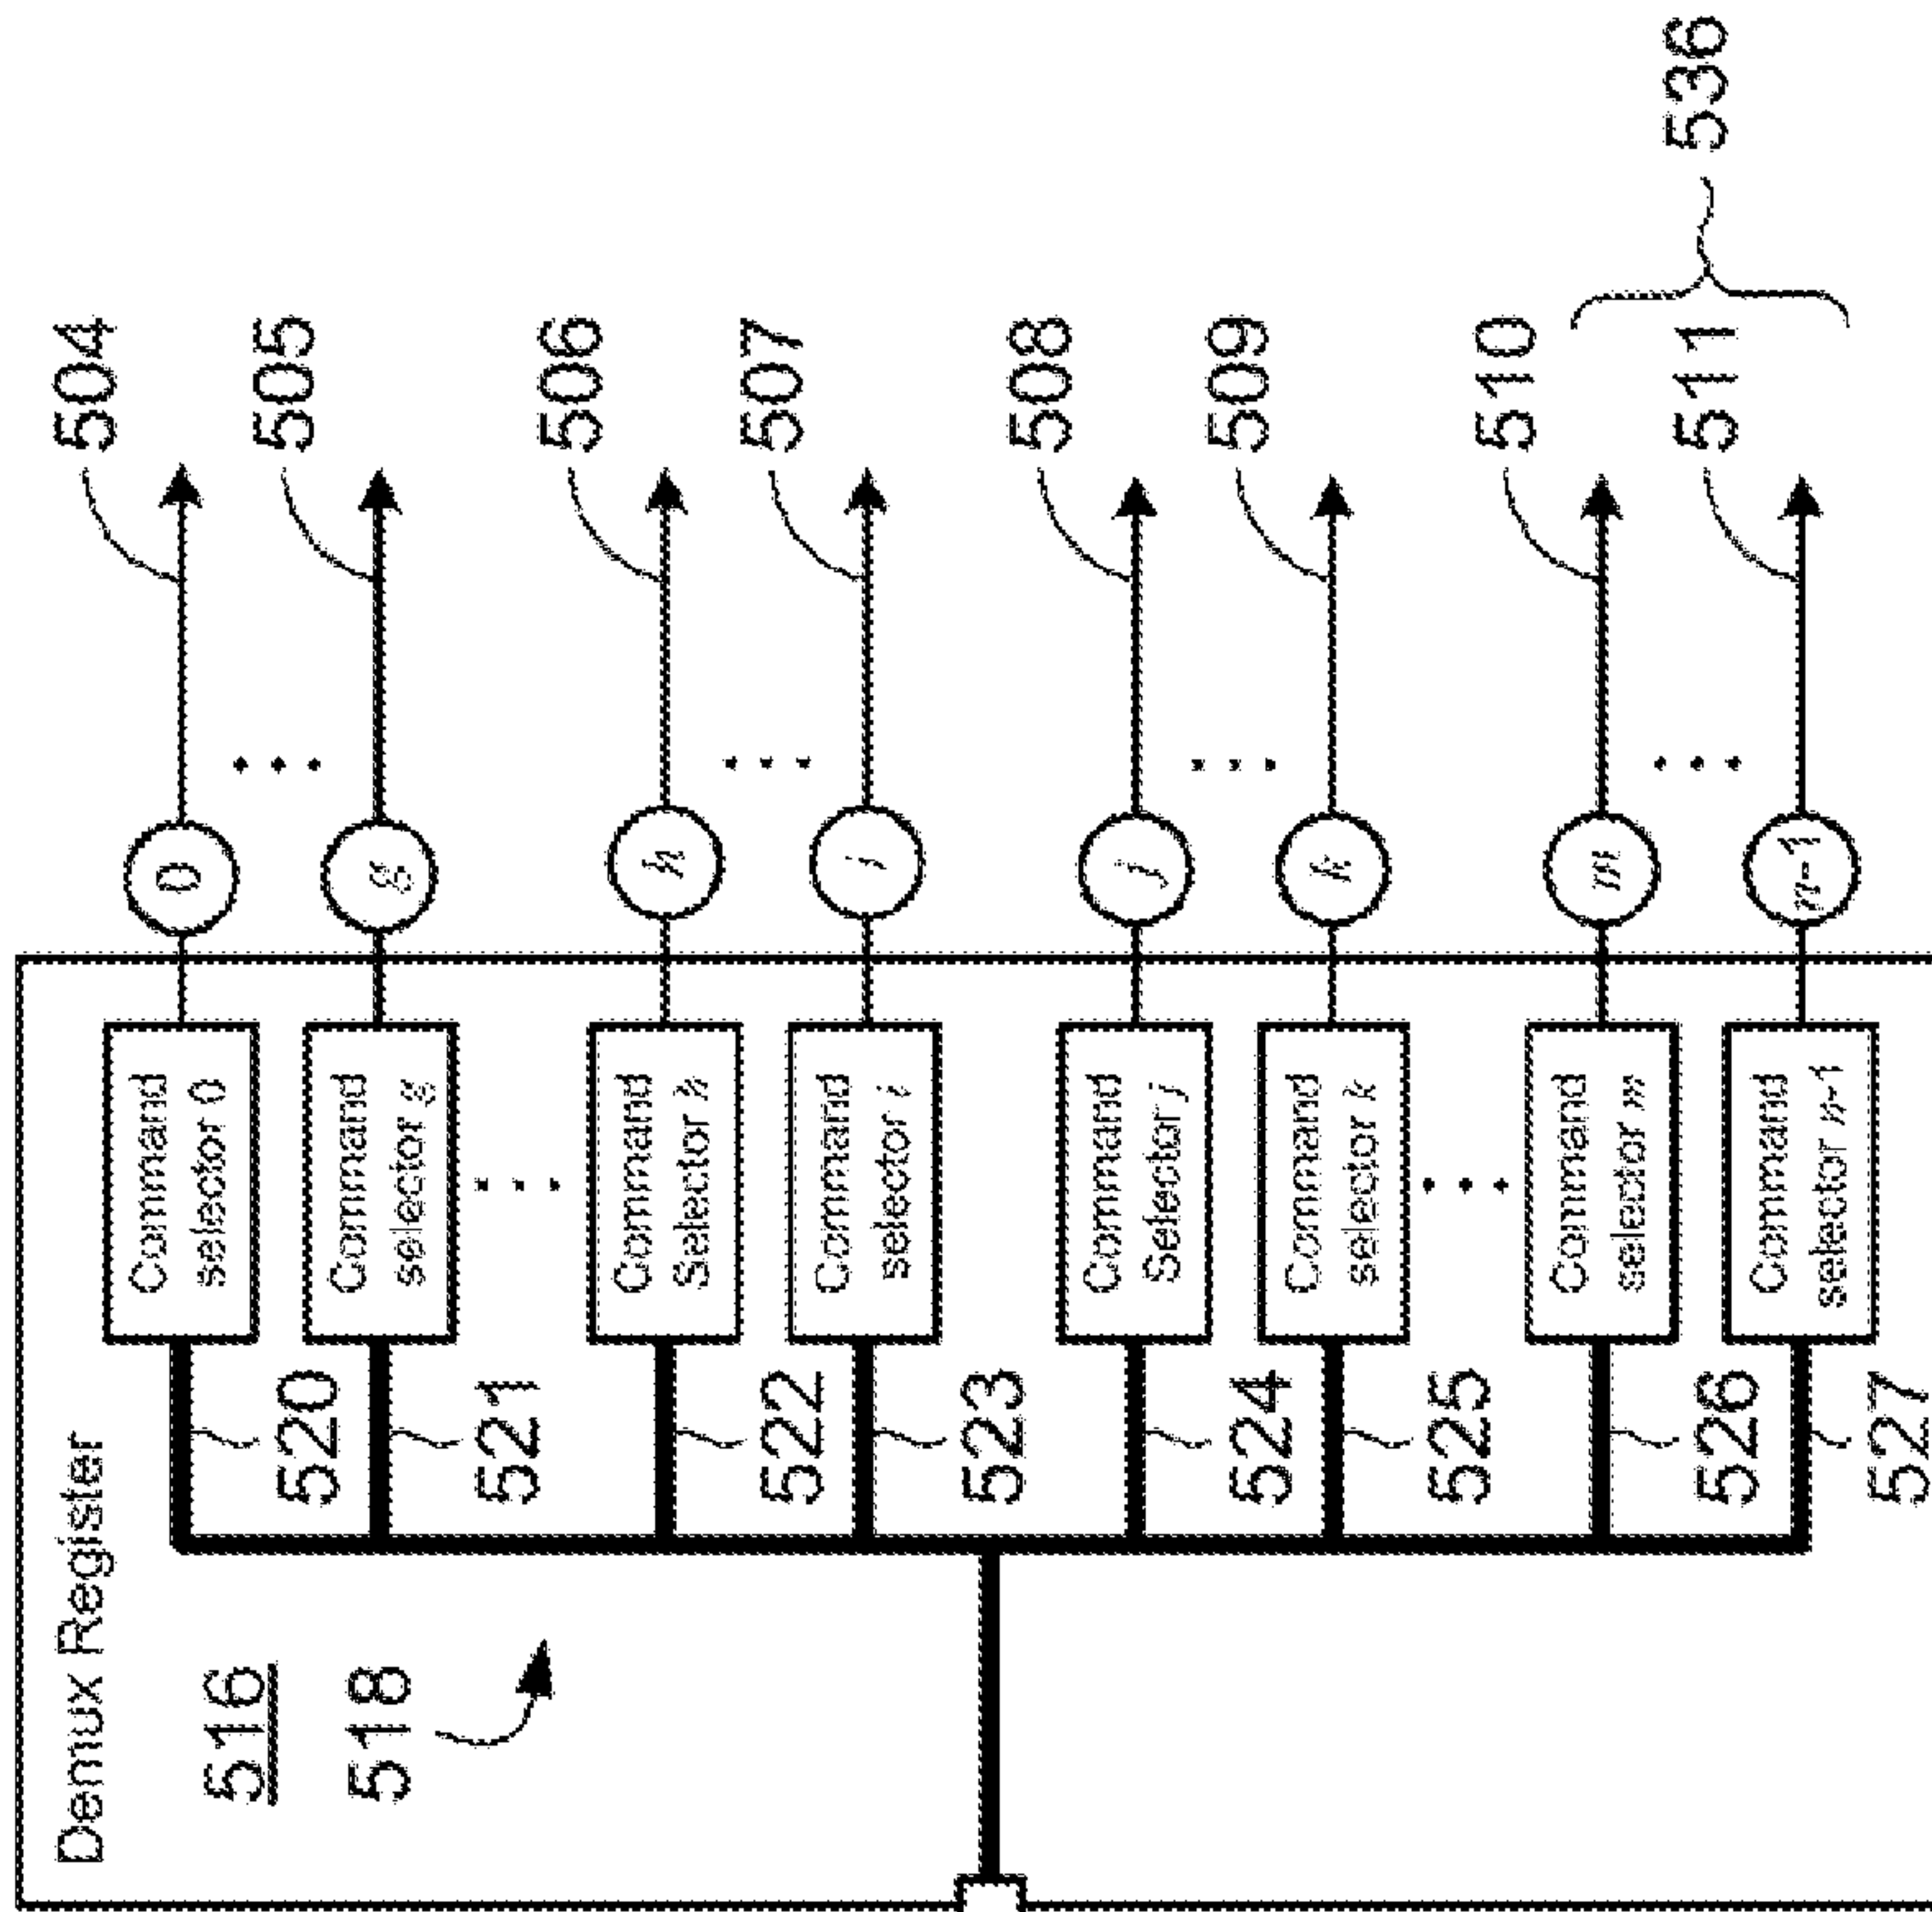 Demux Register
516
518
520
Command
selector 0
0
504
521
Command
selector g
g
505
...
...
522
Command
Selector h
h
506
523
Command
selector i
i
507
...
524
Command
Selector j
j
508
525
Command
selector k
k
509
...
...
526
Command
selector m
m
510
527
Command
selector n-1
n-1
511
...
536